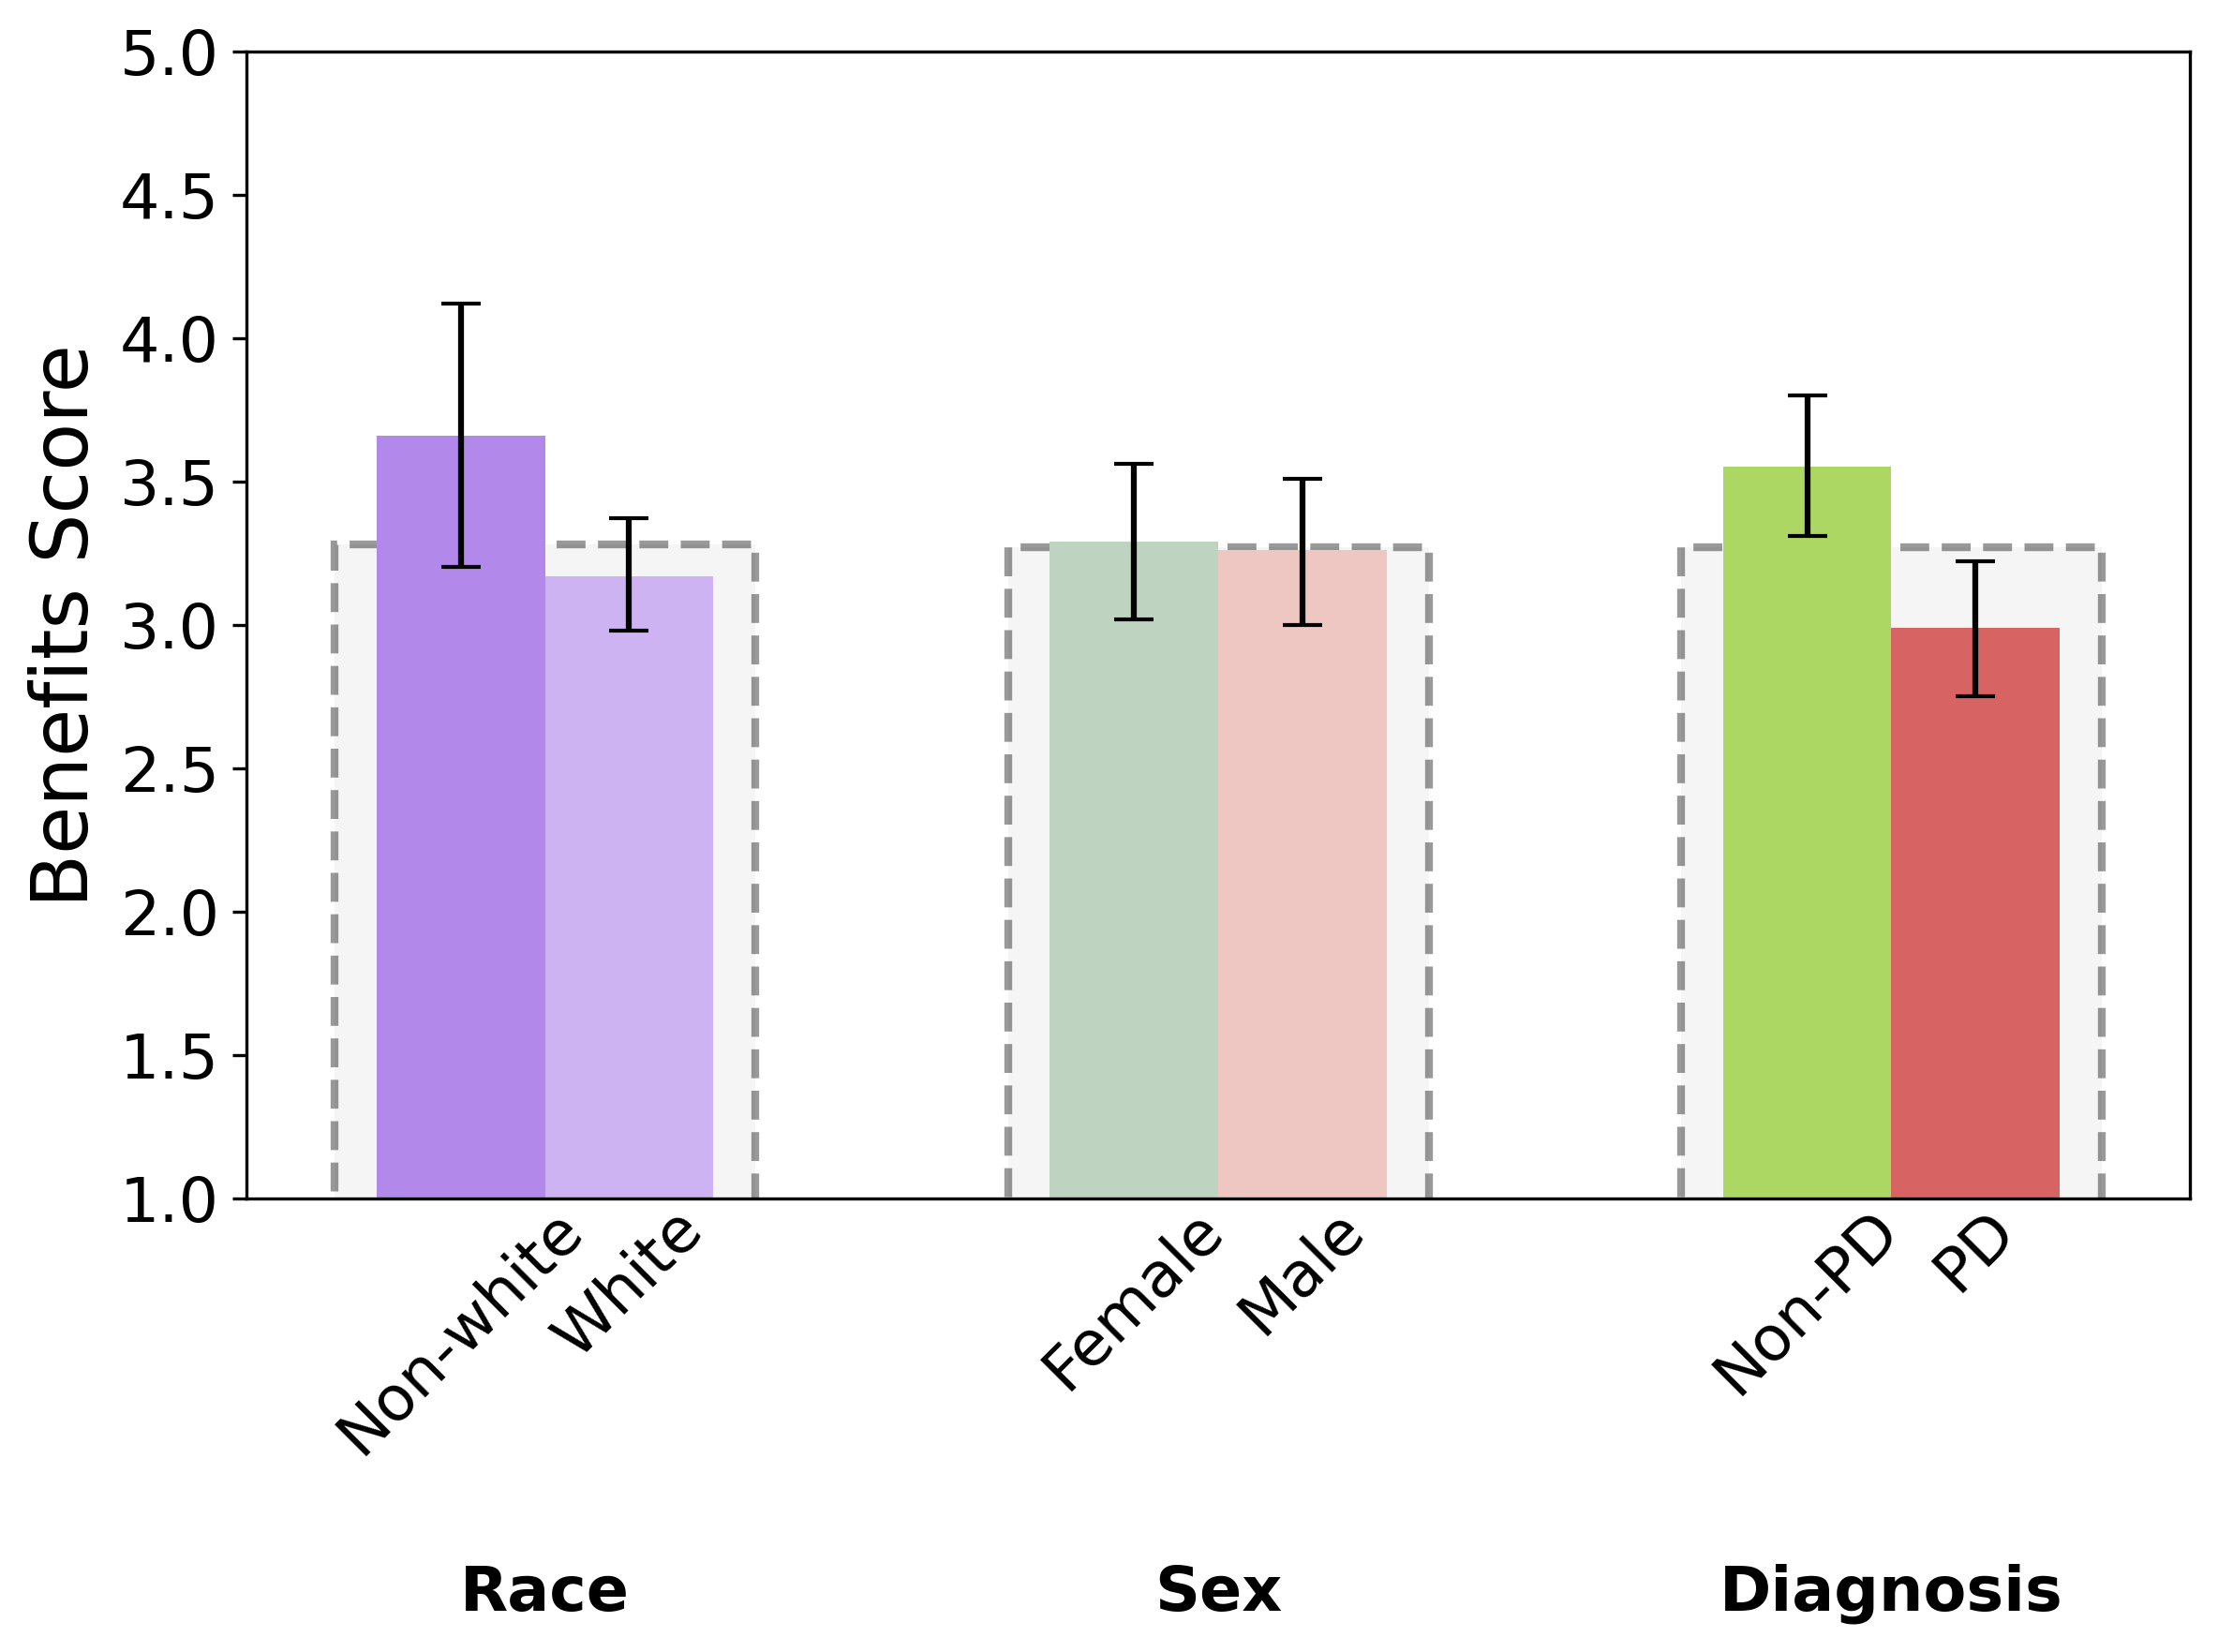 Benefits Score
5.0
4.5
4.0
3.5
3.0
2.5
2.0
1.5
1.0
Non-white
White
Female
Male
Non-PD
PD
Race
Sex
Diagnosis